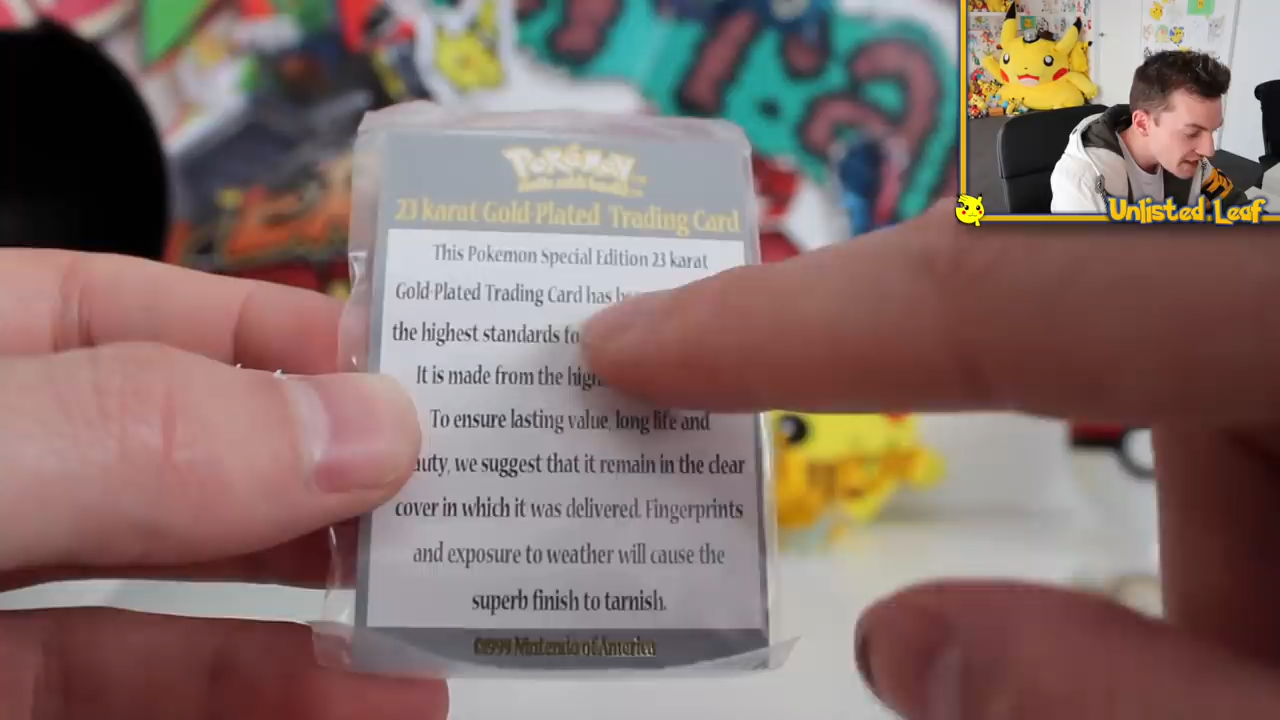 Pokémon
23 karat Gold Plated Trading Card
This Pokemon Special Edition 23 karat
Gold-Plated Trading Card has
the highest standards
It is made from the
To ensure lasting value, long life and
we suggest that it remain in the clear
cover in which it was delivered. Fingerprints
and exposure to weather will cause the
superb finish to tarnish.
©1999 Nintendo of America
Unlisted.Leaf